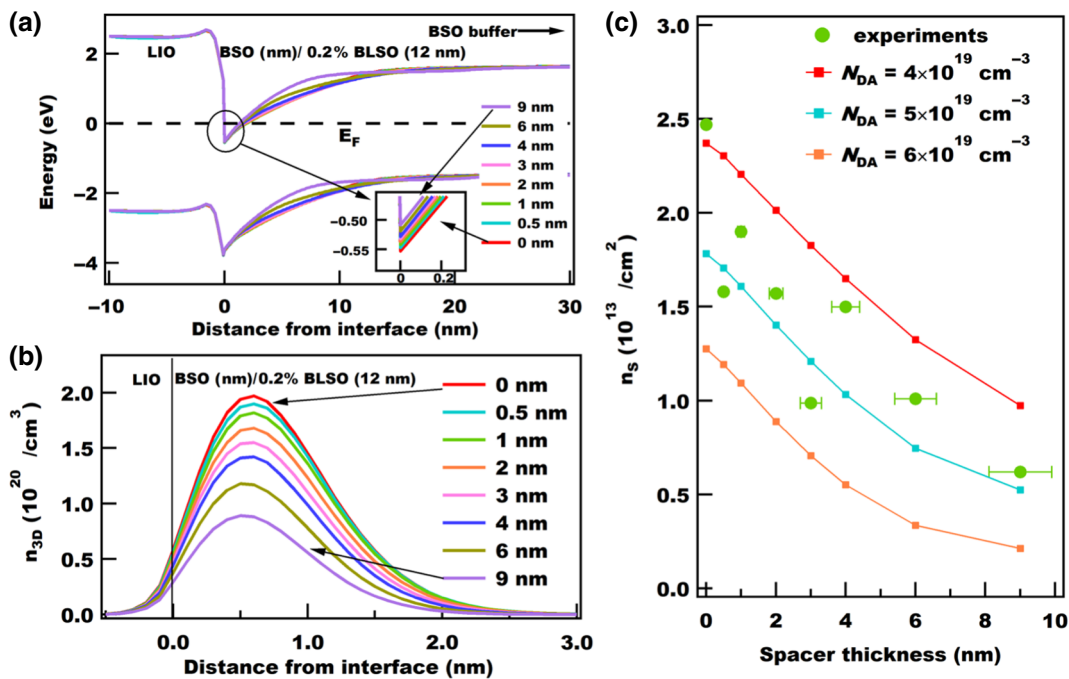 (a)
BSO buffer
LIO BSO (nm)/ 0.2% BLSO (12 nm)
2
0
−2
−4
Energy (eV)
E_F
9 nm
6 nm
4 nm
3 nm
2 nm
1 nm
0.5 nm
0 nm
−0.50
−0.55
0 0.2
−10 0 10 20 30
Distance from interface (nm)
(b)
LIO BSO (nm)/0.2% BLSO (12 nm)
2.0
1.5
1.0
0.5
0.0
n_3D (10^20 /cm^3)
0 nm
0.5 nm
1 nm
2 nm
3 nm
4 nm
6 nm
9 nm
0.0 1.0 2.0 3.0
Distance from interface (nm)
(c)
experiments
N_DA = 4×10^19 cm^−3
N_DA = 5×10^19 cm^−3
N_DA = 6×10^19 cm^−3
3.0
2.5
2.0
1.5
1.0
0.5
0.0
n_S (10^13 /cm^2)
0 2 4 6 8 10
Spacer thickness (nm)